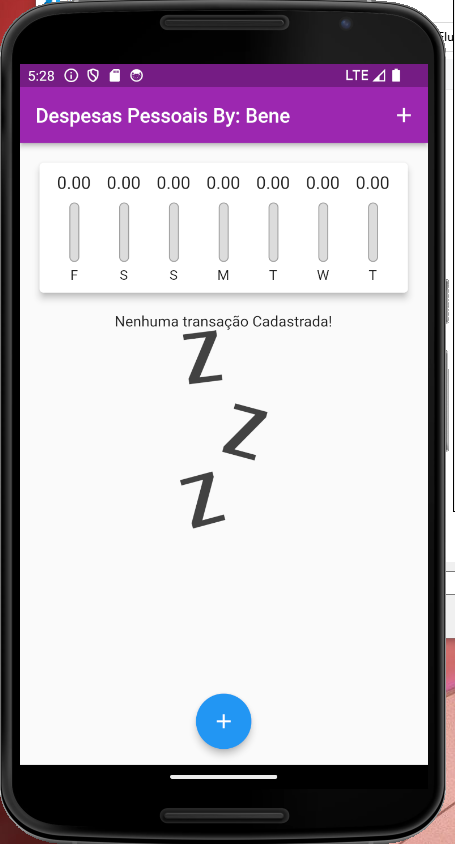 5:28 LTE
Despesas Pessoais By: Bene +
0.00 0.00 0.00 0.00 0.00 0.00 0.00
F S S M T W T
Nenhuma transação Cadastrada!
Z
Z
Z
+